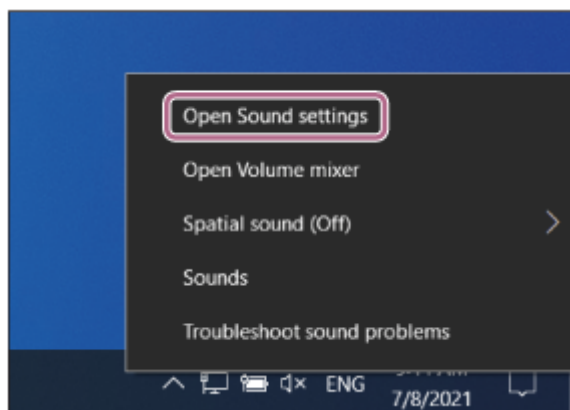 Open Sound settings
Open Volume mixer
Spatial sound (Off)
Sounds
Troubleshoot sound problems
ENG
7/8/2021